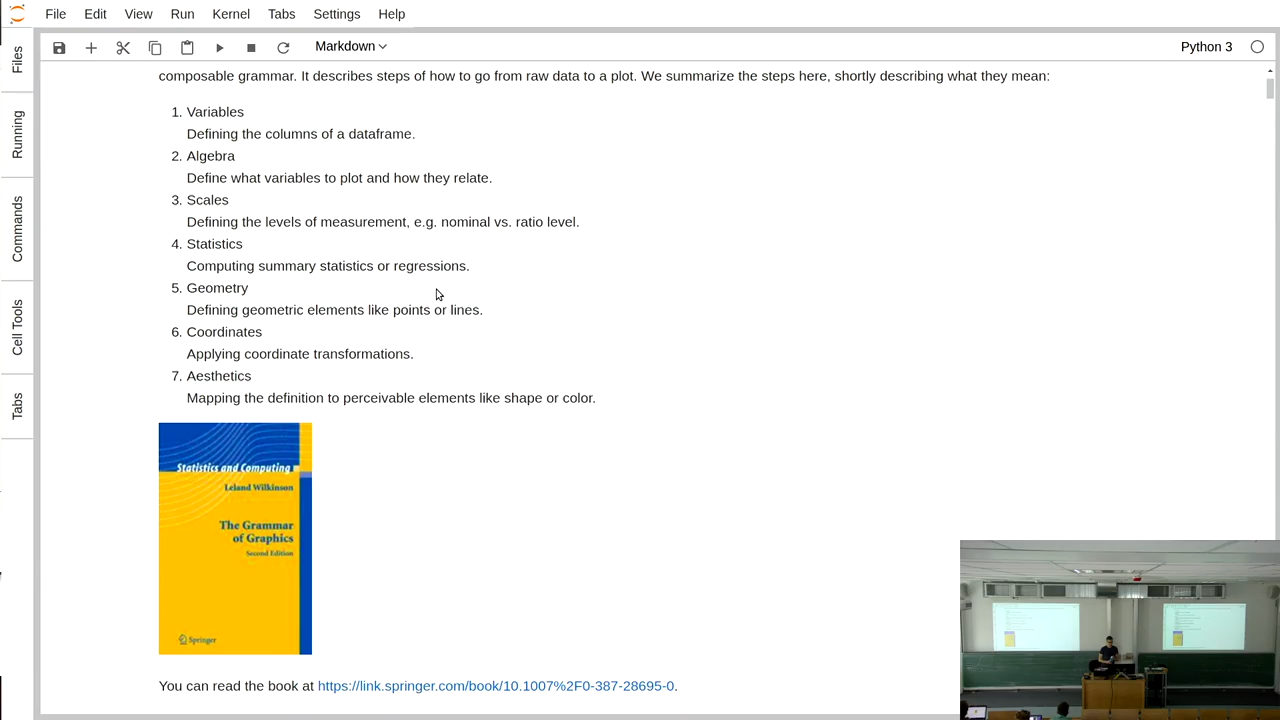 File Edit View Run Kernel Tabs Settings Help
Markdown
Python 3
Files
Running
Commands
Cell Tools
Tabs
composable grammar. It describes steps of how to go from raw data to a plot. We summarize the steps here, shortly describing what they mean:
1. Variables
Defining the columns of a dataframe.
2. Algebra
Define what variables to plot and how they relate.
3. Scales
Defining the levels of measurement, e.g. nominal vs. ratio level.
4. Statistics
Computing summary statistics or regressions.
5. Geometry
Defining geometric elements like points or lines.
6. Coordinates
Applying coordinate transformations.
7. Aesthetics
Mapping the definition to perceivable elements like shape or color.
Statistics and Computing
Leland Wilkinson
The Grammar
of Graphics
Second Edition
Springer
You can read the book at https://link.springer.com/book/10.1007%2F0-387-28695-0.